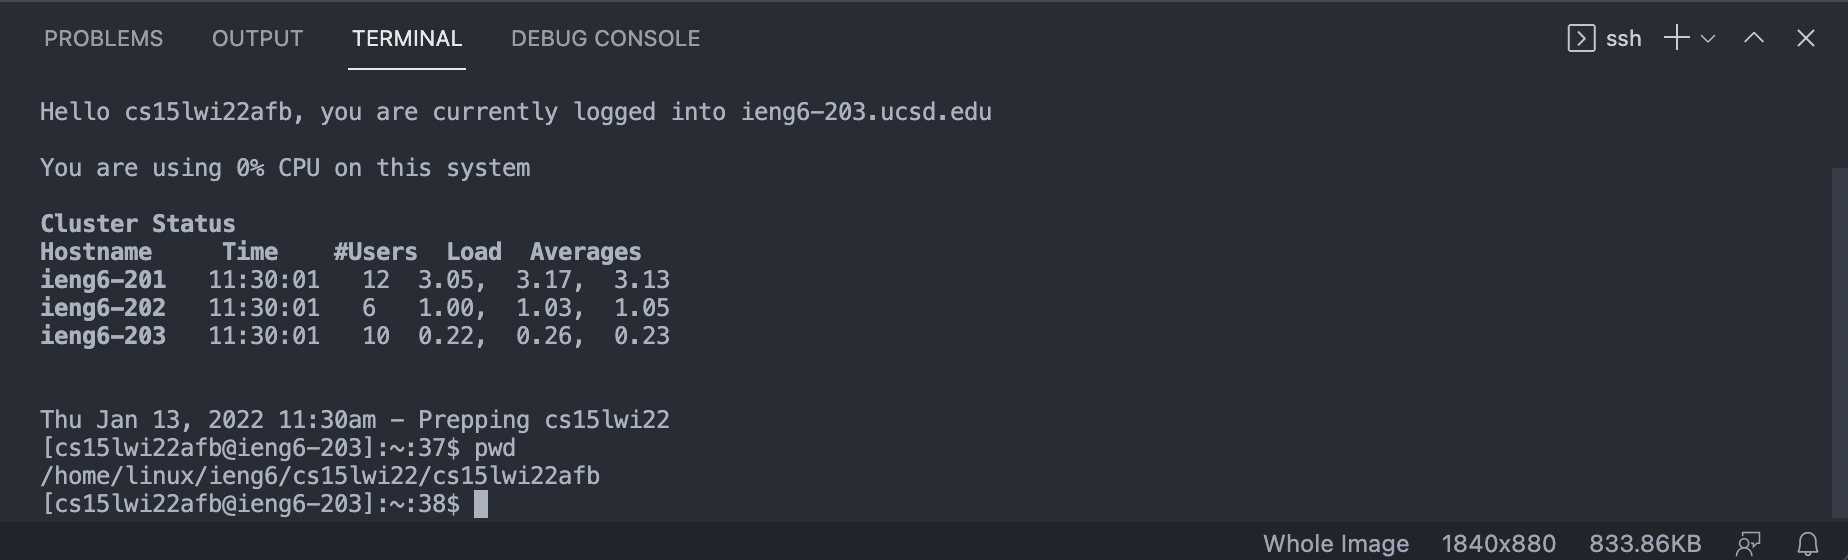 PROBLEMS OUTPUT TERMINAL DEBUG CONSOLE ssh
Hello cs15lwi22afb, you are currently logged into ieng6-203.ucsd.edu
You are using 0% CPU on this system
Cluster Status
Hostname Time #Users Load Averages
ieng6-201 11:30:01 12 3.05, 3.17, 3.13
ieng6-202 11:30:01 6 1.00, 1.03, 1.05
ieng6-203 11:30:01 10 0.22, 0.26, 0.23
Thu Jan 13, 2022 11:30am - Prepping cs15lwi22
[cs15lwi22afb@ieng6-203]:~:37$ pwd
/home/linux/ieng6/cs15lwi22/cs15lwi22afb
[cs15lwi22afb@ieng6-203]:~:38$
Whole Image 1840x880 833.86KB